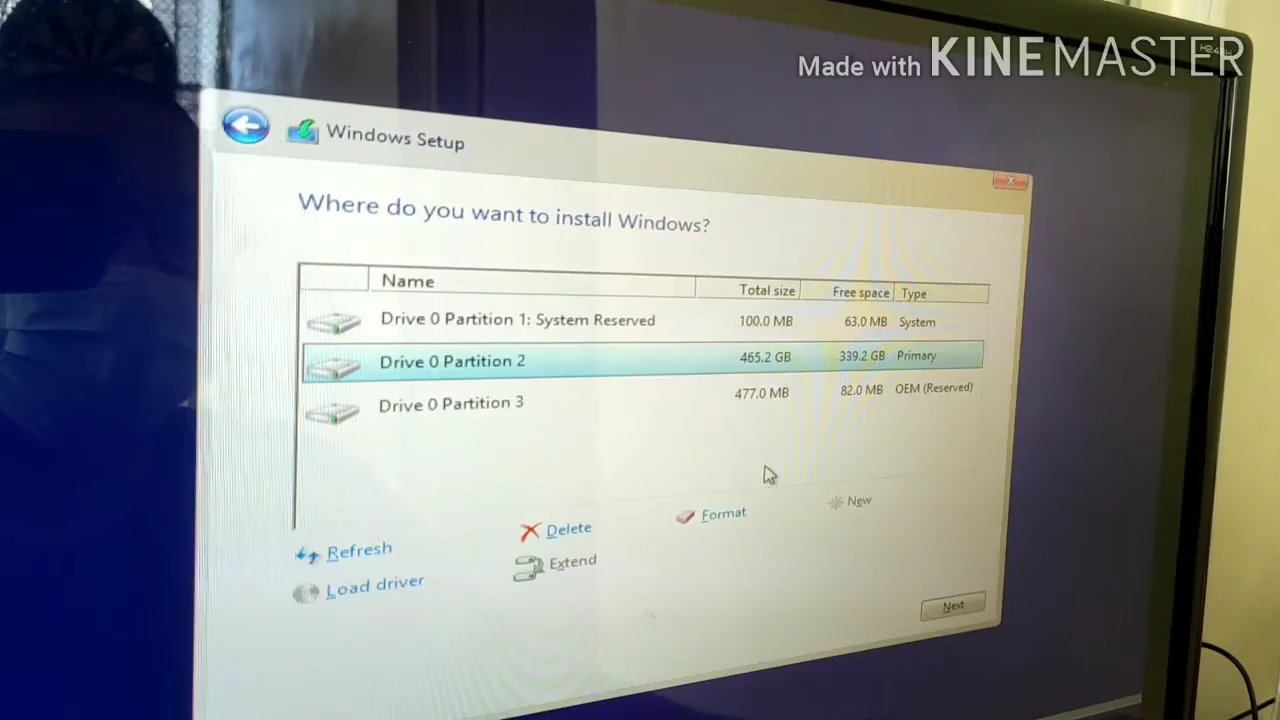 Made with KINEMASTER
Windows Setup
Where do you want to install Windows?
Name Total size Free space Type
Drive 0 Partition 1: System Reserved 100.0 MB 63.0 MB System
Drive 0 Partition 2 465.2 GB 339.2 GB Primary
Drive 0 Partition 3 477.0 MB 82.0 MB OEM (Reserved)
Refresh Delete Format New
Load driver Extend
Next